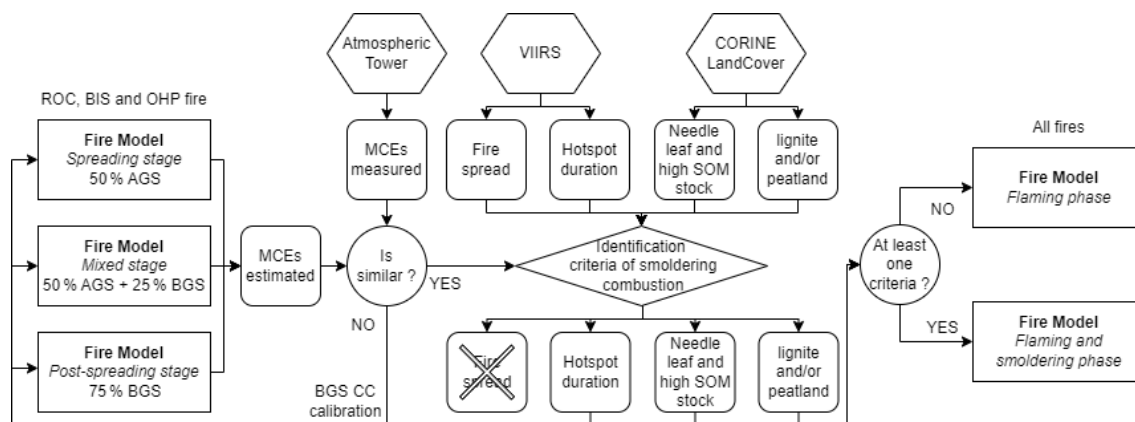 Atmospheric
Tower
VIIRS
CORINE
LandCover
ROC, BIS and OHP fire
Fire Model
Spreading stage
50 % AGS
MCEs
measured
Fire
spread
Hotspot
duration
Needle
leaf and
high SOM
stock
lignite
and/or
peatland
All fires
Fire Model
Flaming phase
NO
Fire Model
Mixed stage
50 % AGS + 25 % BGS
MCEs
estimated
Is
similar ?
YES
Identification
criteria of smoldering
combustion
At least
one
criteria ?
NO
YES
Fire Model
Flaming and
smoldering phase
Fire Model
Post-spreading stage
75 % BGS
BGS CC
calibration
Fire
spread
Hotspot
duration
Needle
leaf and
high SOM
stock
lignite
and/or
peatland